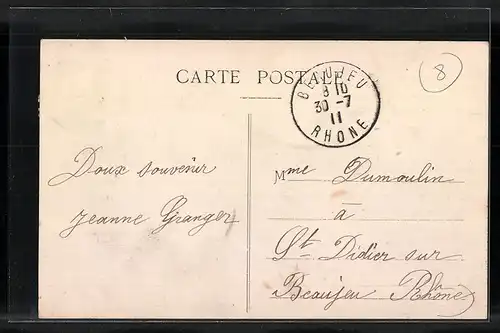 CARTE POSTALE
BEAUJEU
8 10
30 -7
11
RHONE
8
Doux souvenir
Jeanne Granger
Mme Dumoulin
à
St Didier sur
Beaujeu Rhône